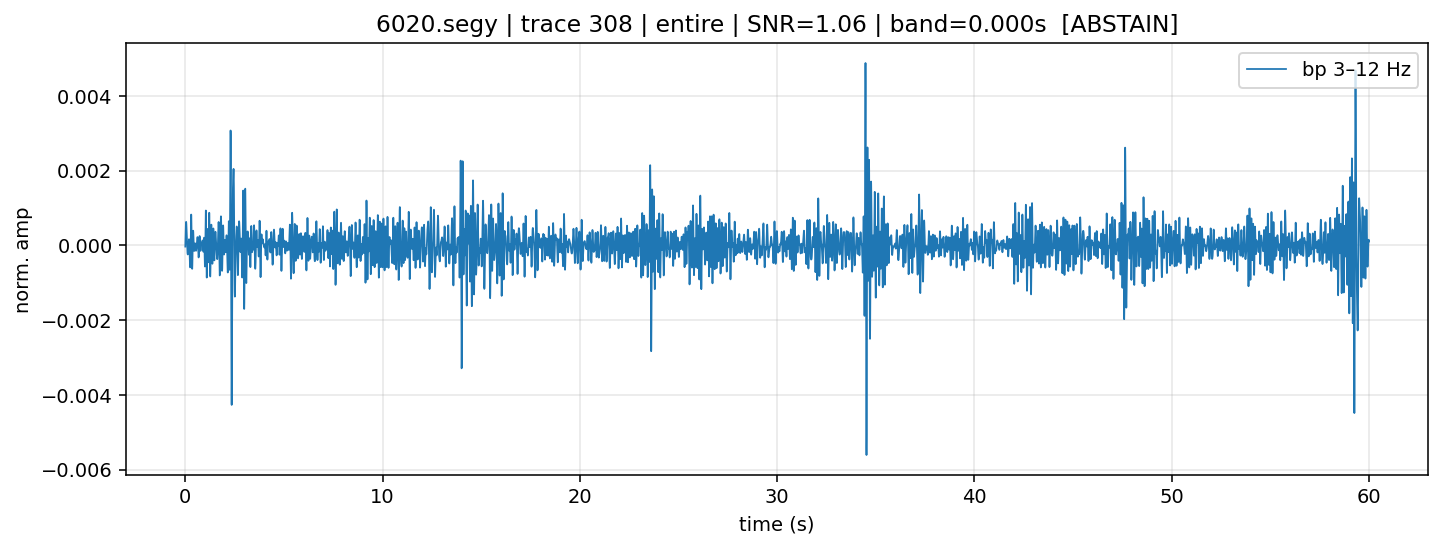 6020.segy | trace 308 | entire | SNR=1.06 | band=0.000s  [ABSTAIN]
bp 3–12 Hz
norm. amp
0.004
0.002
0.000
−0.002
−0.004
−0.006
0 10 20 30 40 50 60
time (s)